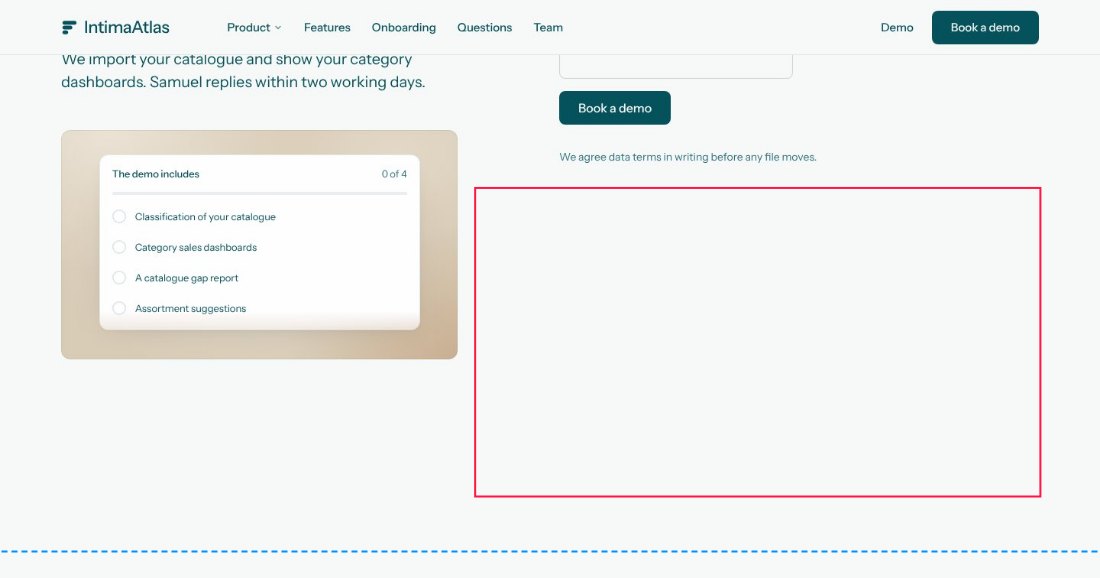 IntimaAtlas
Product
Features
Onboarding
Questions
Team
Demo
Book a demo
We import your catalogue and show your category
dashboards. Samuel replies within two working days.
The demo includes
0 of 4
Classification of your catalogue
Category sales dashboards
A catalogue gap report
Assortment suggestions
Book a demo
We agree data terms in writing before any file moves.